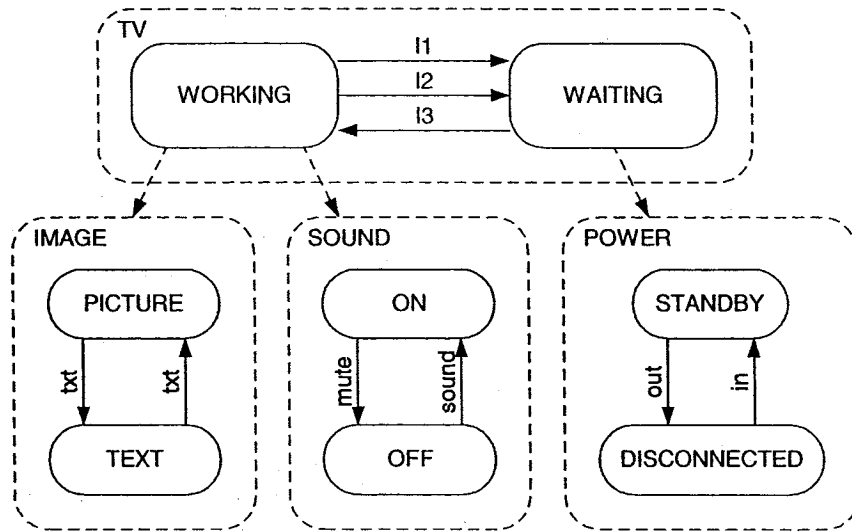 TV
I1
WORKING
I2
WAITING
I3
IMAGE
SOUND
POWER
PICTURE
ON
STANDBY
txt
txt
mute
sound
out
in
TEXT
OFF
DISCONNECTED